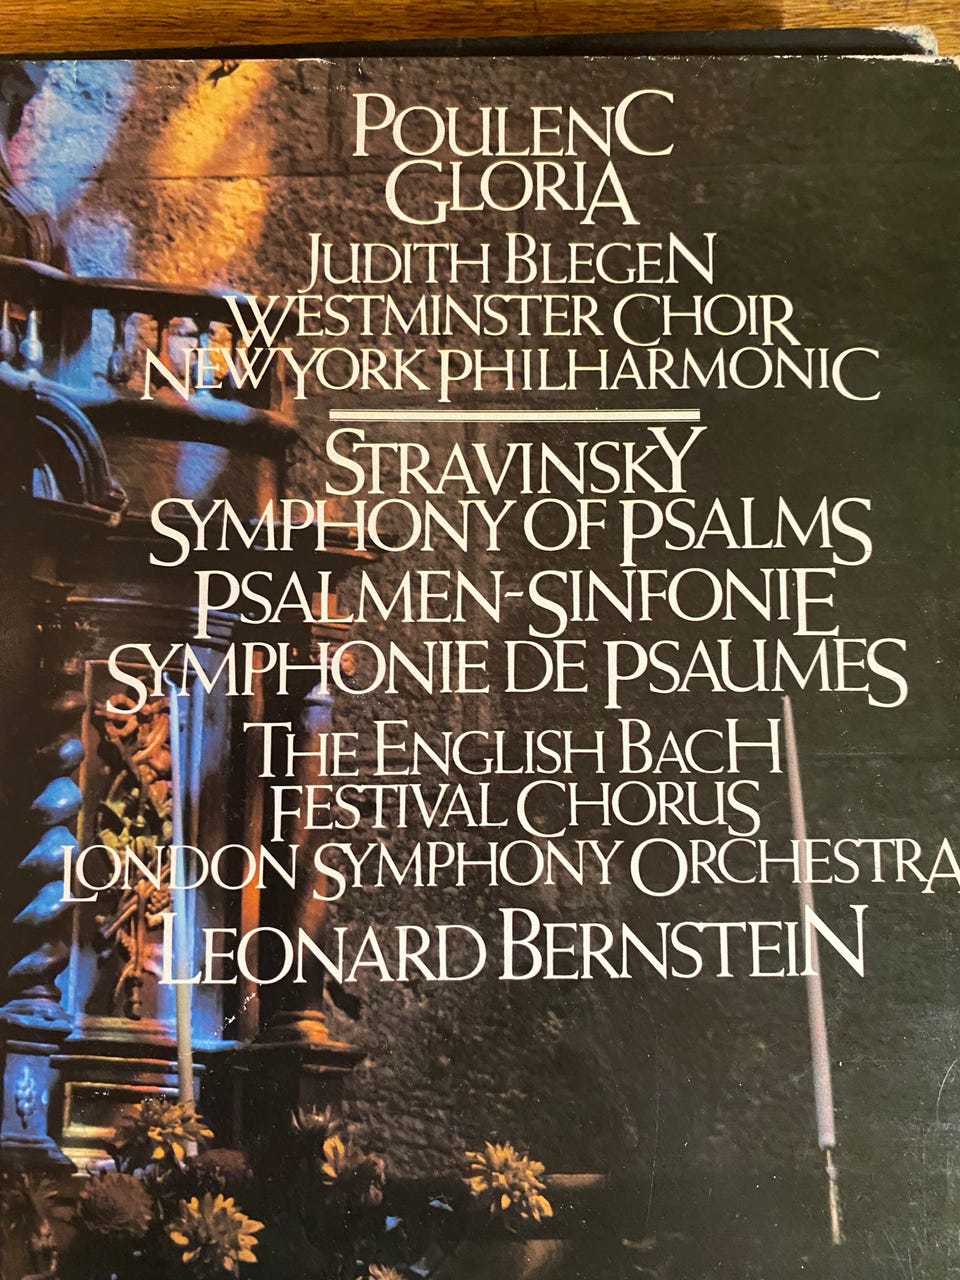 POULENC
GLORIA
JUDITH BLEGEN
WESTMINSTER CHOIR
NEW YORK PHILHARMONIC
STRAVINSKY
SYMPHONY OF PSALMS
PSALMEN-SINFONIE
SYMPHONIE DE PSAUMES
THE ENGLISH BACH
FESTIVAL CHORUS
LONDON SYMPHONY ORCHESTRA
LEONARD BERNSTEIN